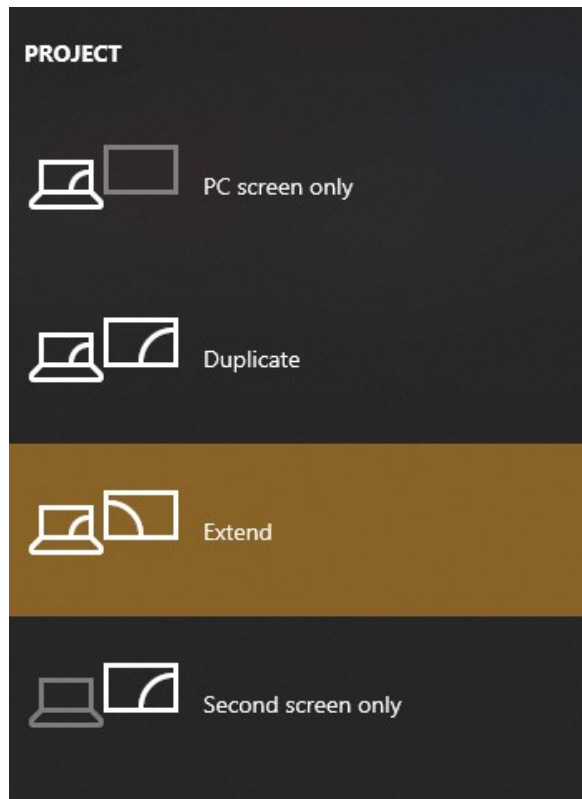 PROJECT
PC screen only
Duplicate
Extend
Second screen only